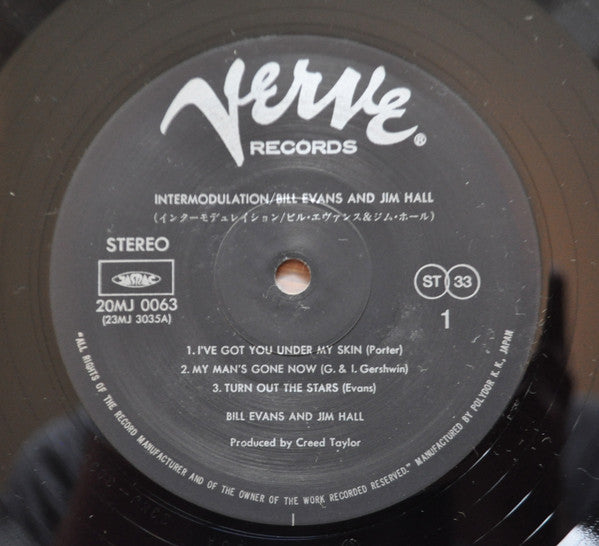 Verve®
RECORDS
INTERMODULATION/BILL EVANS AND JIM HALL
(インターモデュレイション/ビル・エヴァンス&ジム・ホール)
STEREO
JASRAC
20MJ 0063
(23MJ 3035A)
ST 33
1
1. I'VE GOT YOU UNDER MY SKIN (Porter)
2. MY MAN'S GONE NOW (G. & I. Gershwin)
3. TURN OUT THE STARS (Evans)
BILL EVANS AND JIM HALL
Produced by Creed Taylor
"ALL RIGHTS OF THE RECORD MANUFACTURER AND OF THE OWNER OF THE WORK RECORDED RESERVED." MANUFACTURED BY POLYDOR K. K., JAPAN